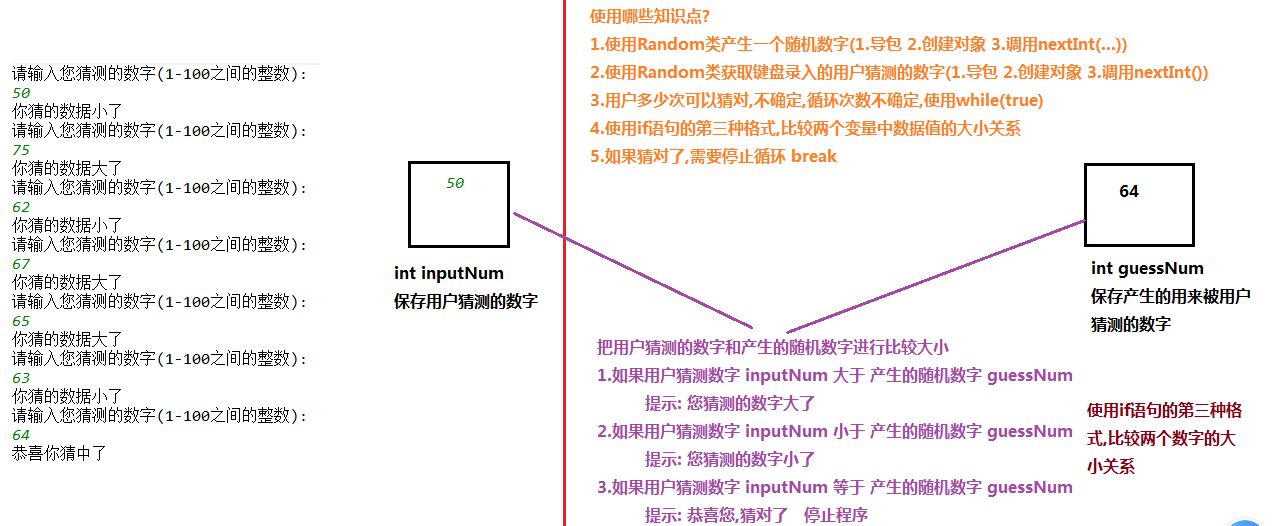 请输入您猜测的数字(1-100之间的整数):
50
你猜的数据小了
请输入您猜测的数字(1-100之间的整数):
75
你猜的数据大了
请输入您猜测的数字(1-100之间的整数):
62
你猜的数据小了
请输入您猜测的数字(1-100之间的整数):
67
你猜的数据大了
请输入您猜测的数字(1-100之间的整数):
65
你猜的数据大了
请输入您猜测的数字(1-100之间的整数):
63
你猜的数据小了
请输入您猜测的数字(1-100之间的整数):
64
恭喜你猜中了
50
int inputNum
保存用户猜测的数字
使用哪些知识点?
1.使用Random类产生一个随机数字(1.导包 2.创建对象 3.调用nextInt(...))
2.使用Random类获取键盘录入的用户猜测的数字(1.导包 2.创建对象 3.调用nextInt())
3.用户多少次可以猜对,不确定,循环次数不确定,使用while(true)
4.使用if语句的第三种格式,比较两个变量中数据值的大小关系
5.如果猜对了,需要停止循环 break
64
int guessNum
保存产生的用来被用户
猜测的数字
把用户猜测的数字和产生的随机数字进行比较大小
1.如果用户猜测数字 inputNum 大于 产生的随机数字 guessNum
提示: 您猜测的数字大了
2.如果用户猜测数字 inputNum 小于 产生的随机数字 guessNum
提示: 您猜测的数字小了
3.如果用户猜测数字 inputNum 等于 产生的随机数字 guessNum
提示: 恭喜您,猜对了 停止程序
使用if语句的第三种格
式,比较两个数字的大
小关系